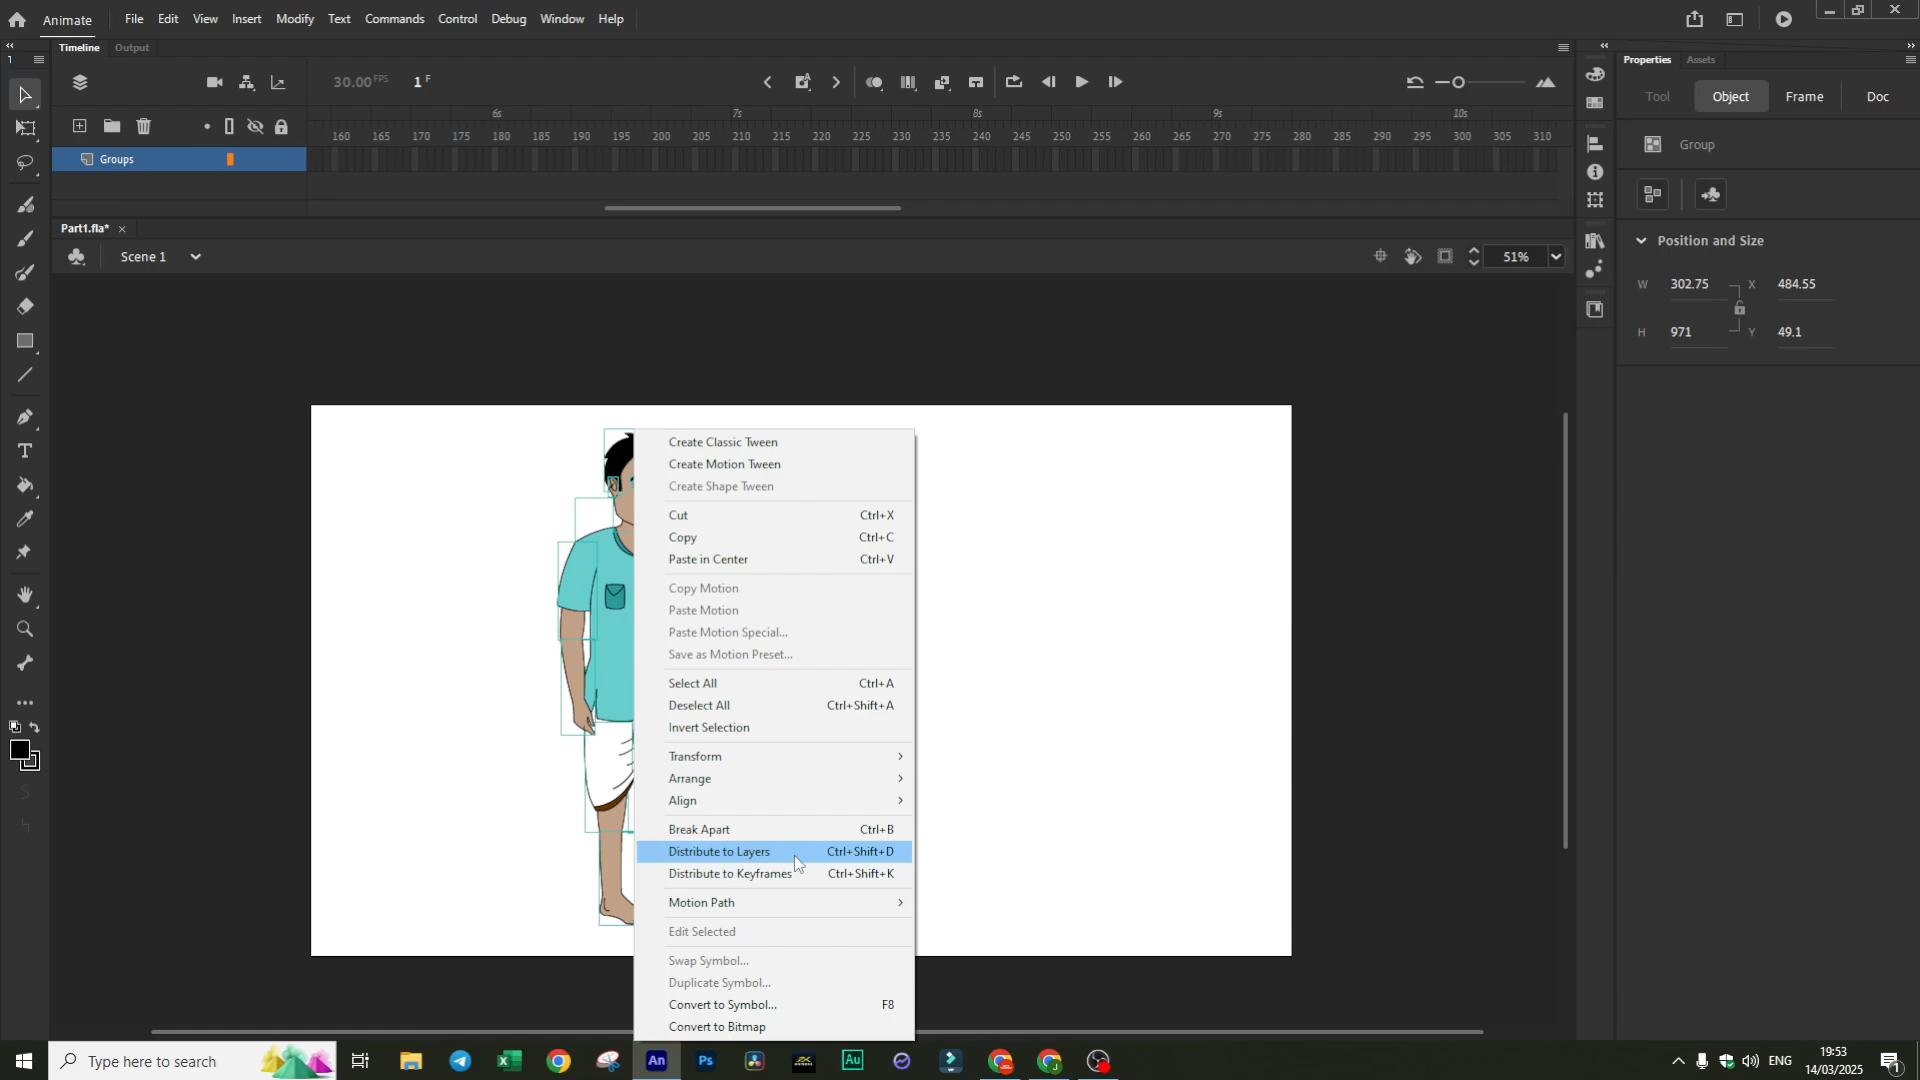 Animate File Edit View Insert Modify Text Commands Control Debug Window Help
Timeline Output
Properties Assets
30.00 FPS 1 F
Tool Object Frame Doc
6s 7s 8s 9s 10s
160 165 170 175 180 185 190 195 200 205 210 215 220 225 230 235 240 245 250 255 260 265 270 275 280 285 290 295 300 305 310
Groups
Group
Part1.fla*
Scene 1
51%
Position and Size
W 302.75 X 484.55
H 971 Y 49.1
Create Classic Tween
Create Motion Tween
Create Shape Tween
Cut Ctrl+X
Copy Ctrl+C
Paste in Center Ctrl+V
Copy Motion
Paste Motion
Paste Motion Special...
Save as Motion Preset...
Select All Ctrl+A
Deselect All Ctrl+Shift+A
Invert Selection
Transform
Arrange
Align
Break Apart Ctrl+B
Distribute to Layers Ctrl+Shift+D
Distribute to Keyframes Ctrl+Shift+K
Motion Path
Edit Selected
Swap Symbol...
Duplicate Symbol...
Convert to Symbol... F8
Convert to Bitmap
Type here to search
An Ps Au
ENG
19:53
14/03/2025
1